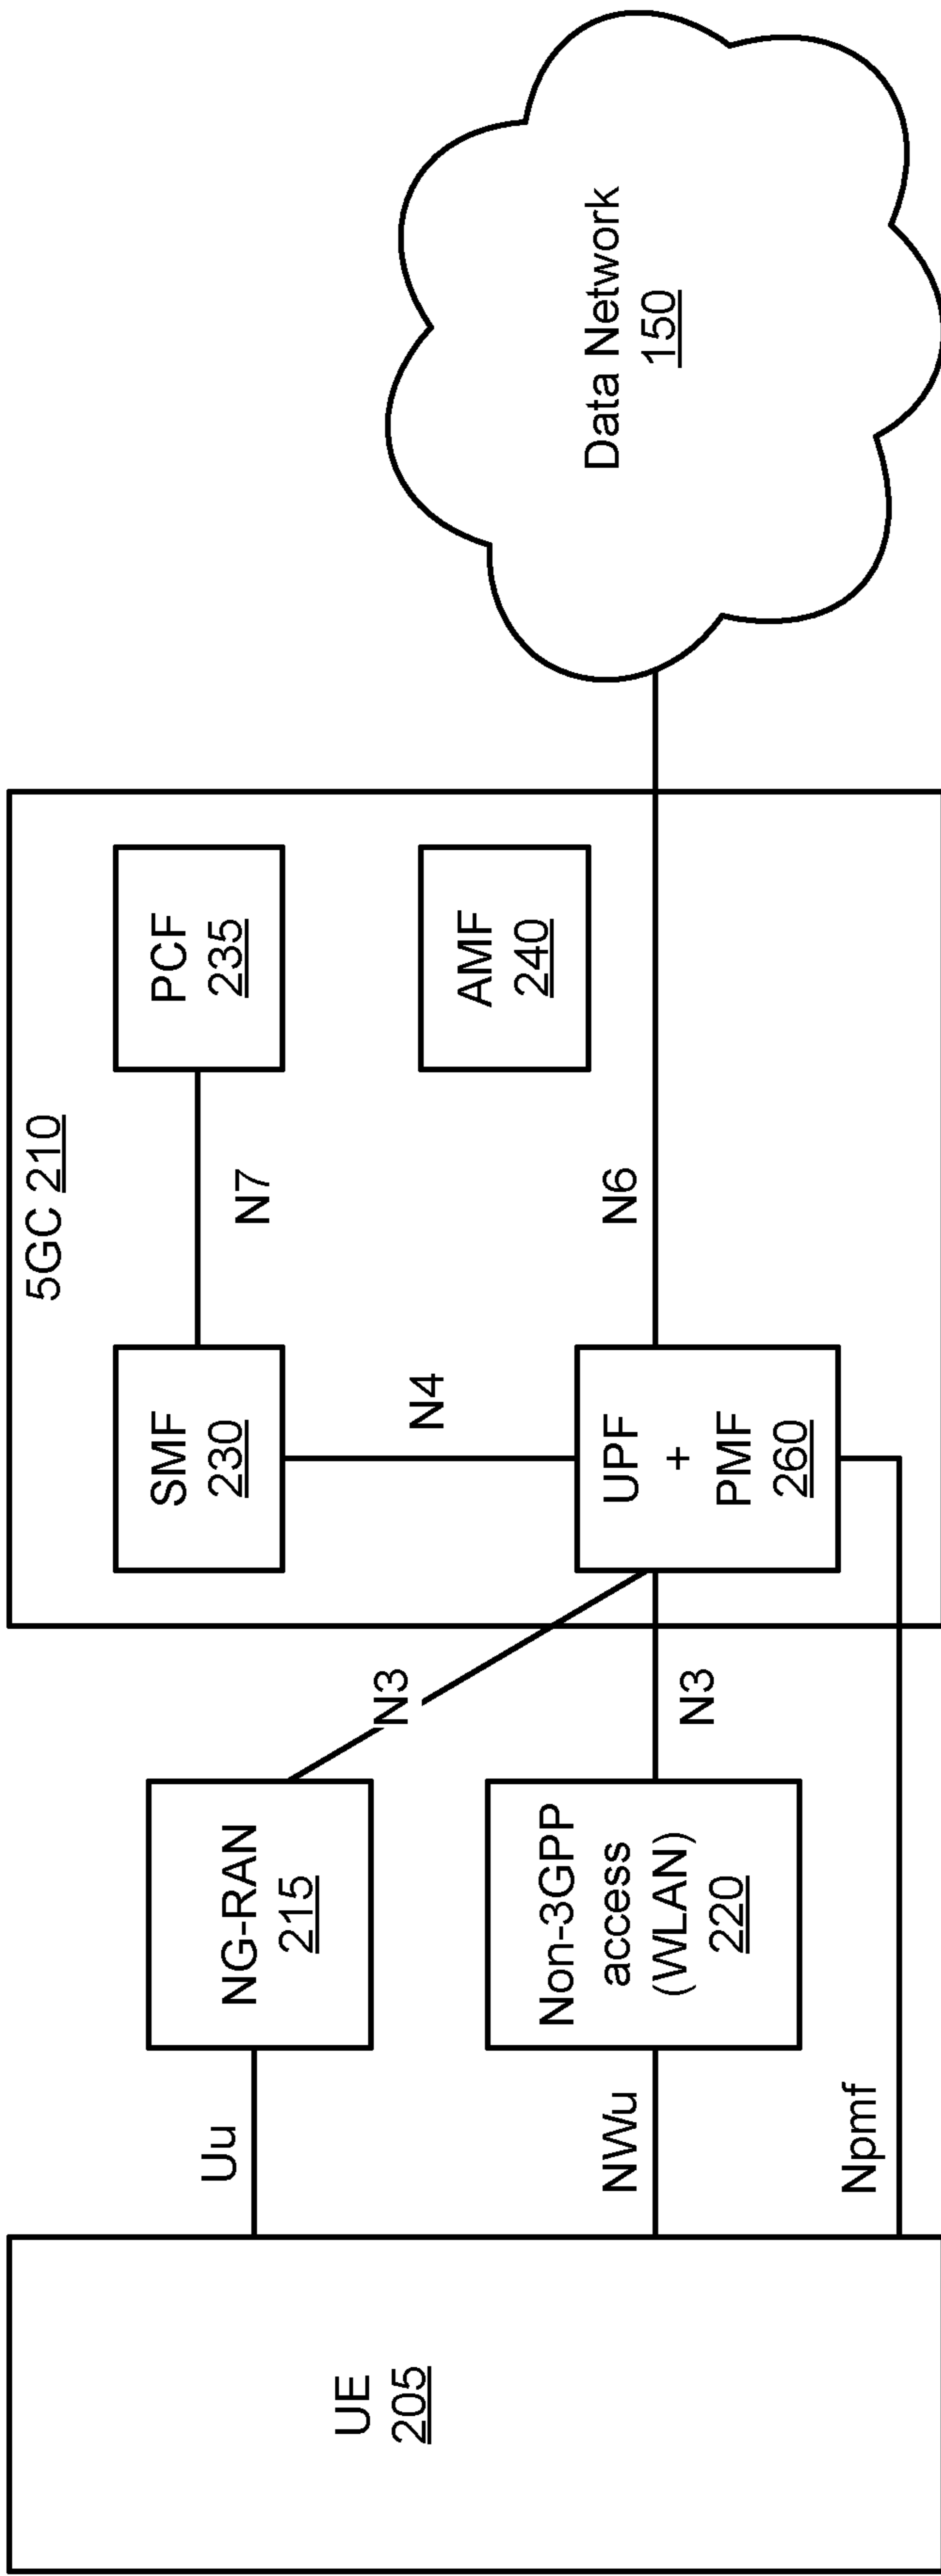 UE
205
Uu
NWu
Npmf
NG-RAN
215
Non-3GPP
access
(WLAN)
220
N3
N3
5GC 210
SMF
230
N7
PCF
235
N4
AMF
240
UPF
+
PMF
260
N6
Data Network
150